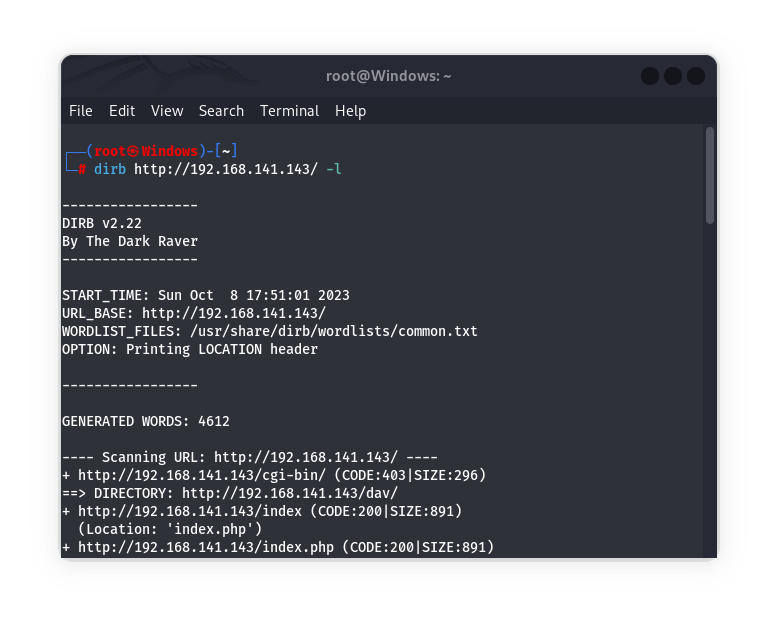 root@Windows: ~
File Edit View Search Terminal Help
┌──(root㉿Windows)-[~]
└─# dirb http://192.168.141.143/ -l
-----------------
DIRB v2.22
By The Dark Raver
-----------------
START_TIME: Sun Oct  8 17:51:01 2023
URL_BASE: http://192.168.141.143/
WORDLIST_FILES: /usr/share/dirb/wordlists/common.txt
OPTION: Printing LOCATION header
-----------------
GENERATED WORDS: 4612
---- Scanning URL: http://192.168.141.143/ ----
+ http://192.168.141.143/cgi-bin/ (CODE:403|SIZE:296)
==> DIRECTORY: http://192.168.141.143/dav/
+ http://192.168.141.143/index (CODE:200|SIZE:891)
  (Location: 'index.php')
+ http://192.168.141.143/index.php (CODE:200|SIZE:891)